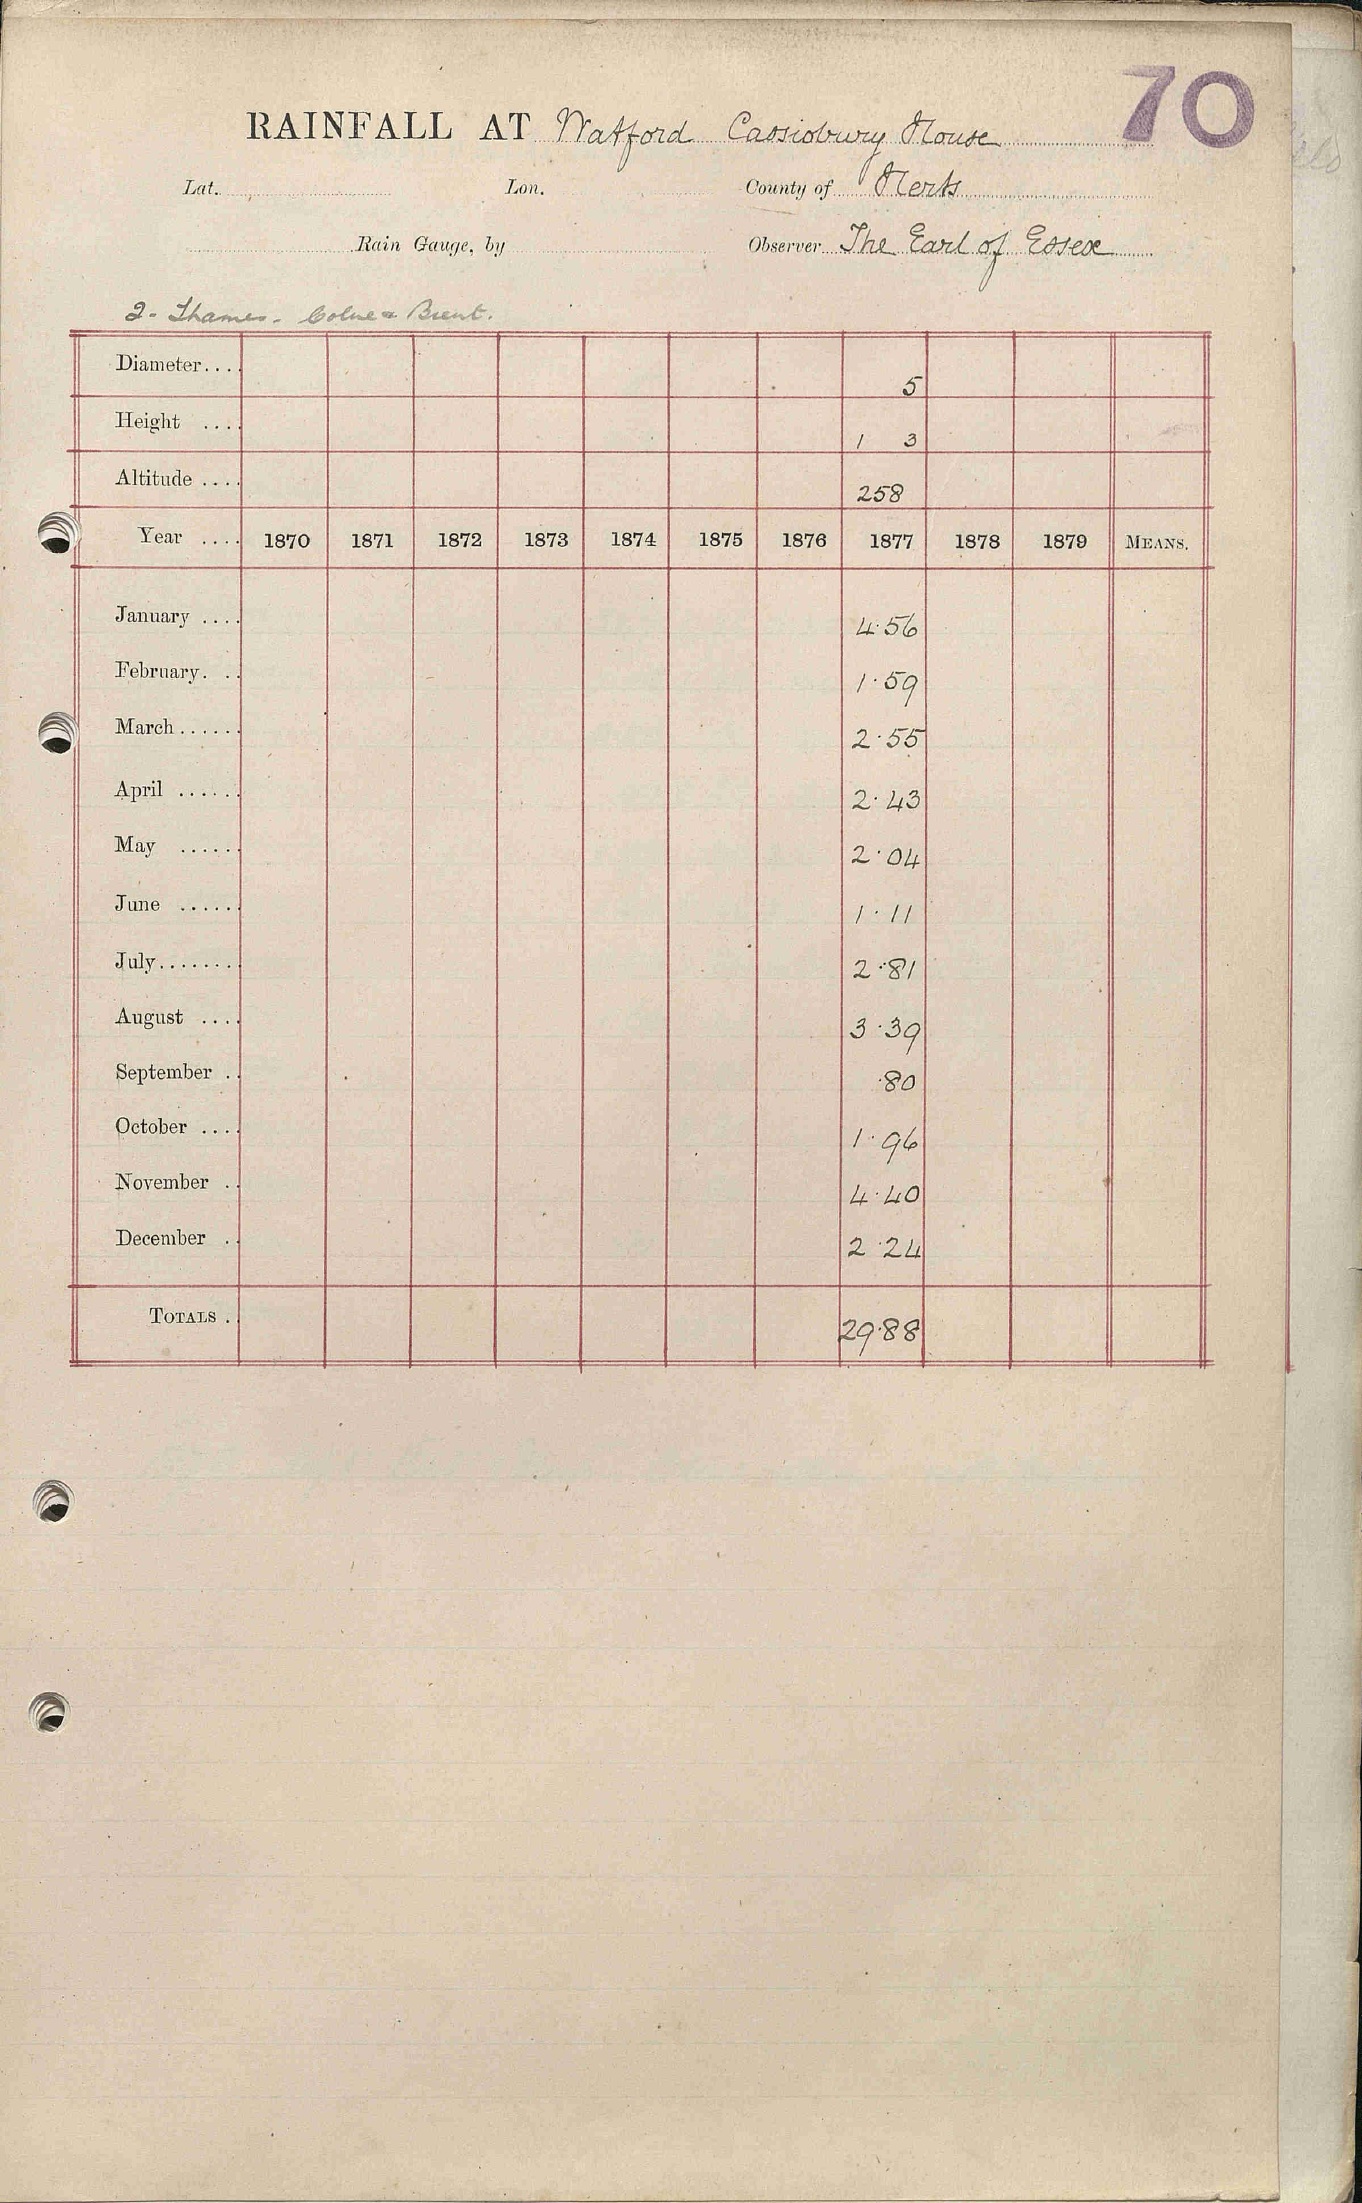 70
RAINFALL AT Watford Cassiobury House
Lat. Lon. County of Herts
Rain Gauge, by Observer The Earl of Essex
2. Thames. Colne & Brent.
Diameter.... 5
Height .... 1 3
Altitude .... 258
Year .... 1870 1871 1872 1873 1874 1875 1876 1877 1878 1879 MEANS.
January .... 4.56
February. .. 1.59
March...... 2.55
April ...... 2.43
May ...... 2.04
June ...... 1.11
July........ 2.81
August .... 3.39
September .. .80
October .... 1.96
November .. 4.40
December .. 2.24
TOTALS .. 29.88